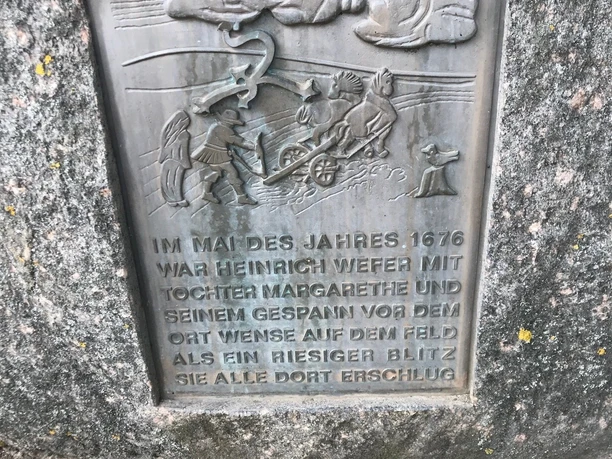 IM MAI DES JAHRES 1676
WAR HEINRICH WEFER MIT
TOCHTER MARGARETHE UND
SEINEM GESPANN VOR DEM
ORT WENSE AUF DEM FELD
ALS EIN RIESIGER BLITZ
SIE ALLE DORT ERSCHLUG